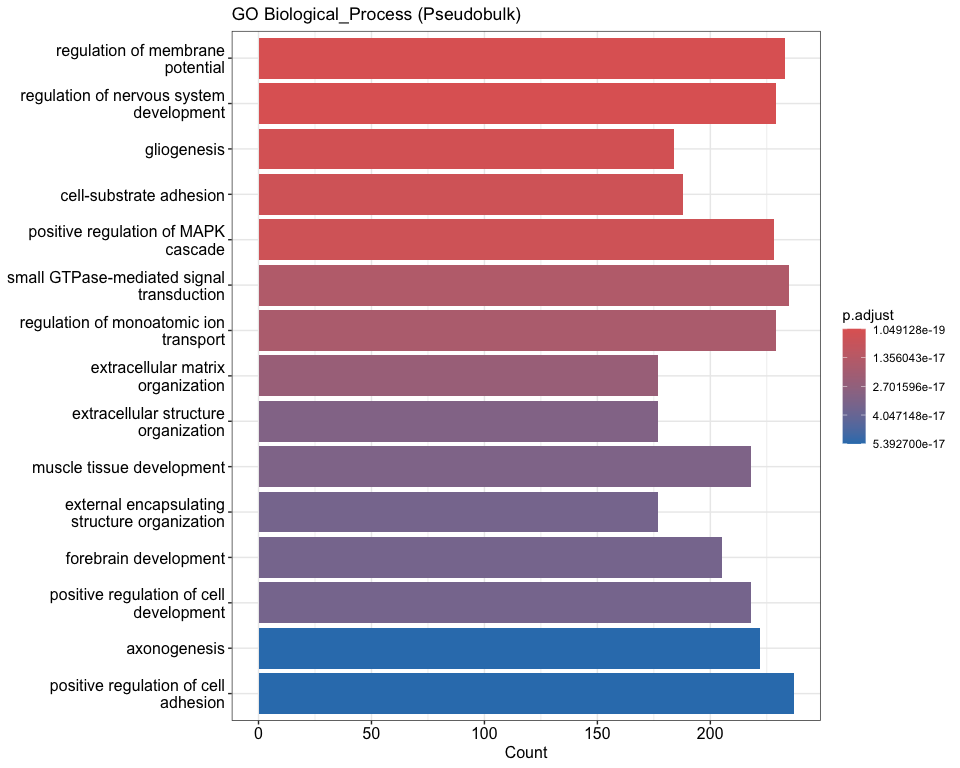 GO Biological_Process (Pseudobulk)
regulation of membrane
potential
regulation of nervous system
development
gliogenesis
cell-substrate adhesion
positive regulation of MAPK
cascade
small GTPase-mediated signal
transduction
regulation of monoatomic ion
transport
extracellular matrix
organization
extracellular structure
organization
muscle tissue development
external encapsulating
structure organization
forebrain development
positive regulation of cell
development
axonogenesis
positive regulation of cell
adhesion
0 50 100 150 200
Count
p.adjust
1.049128e-19
1.356043e-17
2.701596e-17
4.047148e-17
5.392700e-17